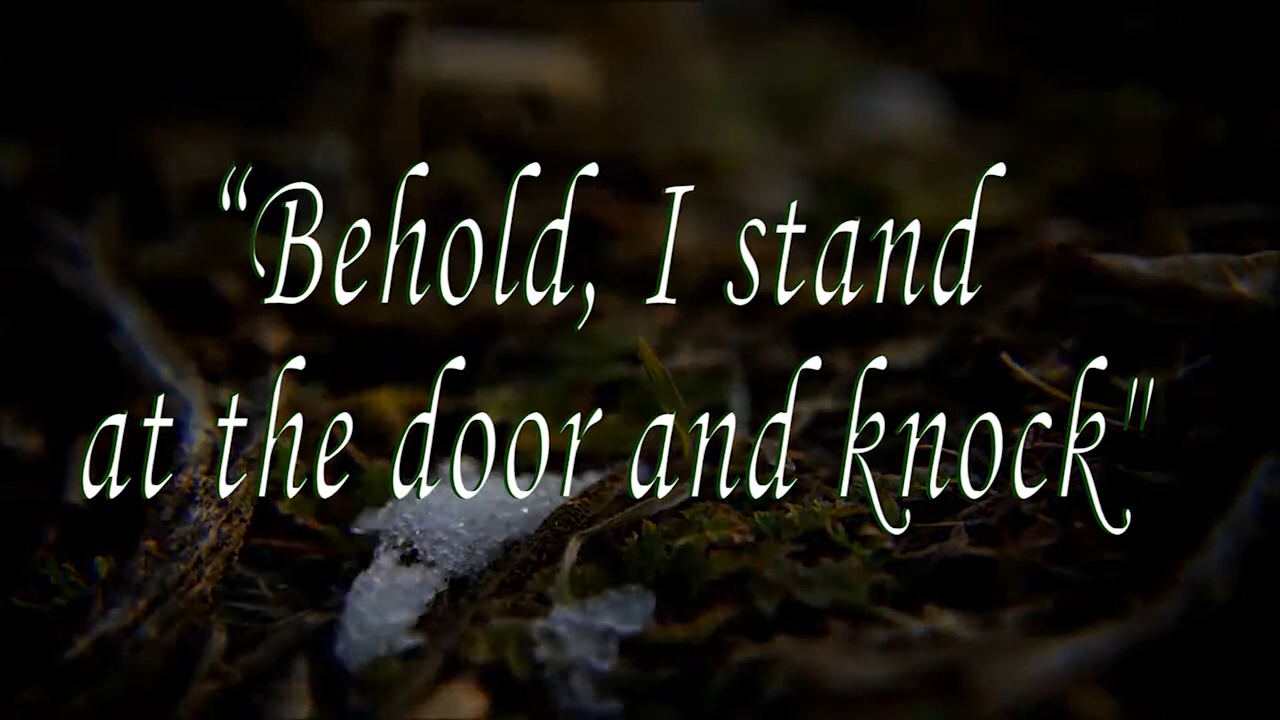 “Behold, I stand
at the door and knock"